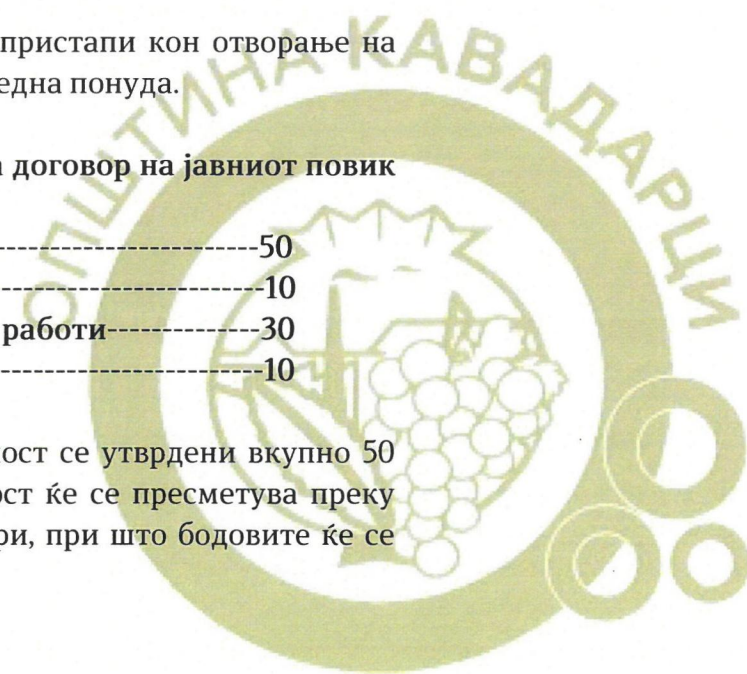 пристапи кон отворање на
една понуда.
договор на јавниот повик
-50
-10
работи-------------30
-10
ост се утврдени вкупно 50
ост ќе се пресметува преку
ри, при што бодовите ќе се
ОПШТИНА КАВАДАРЦИ